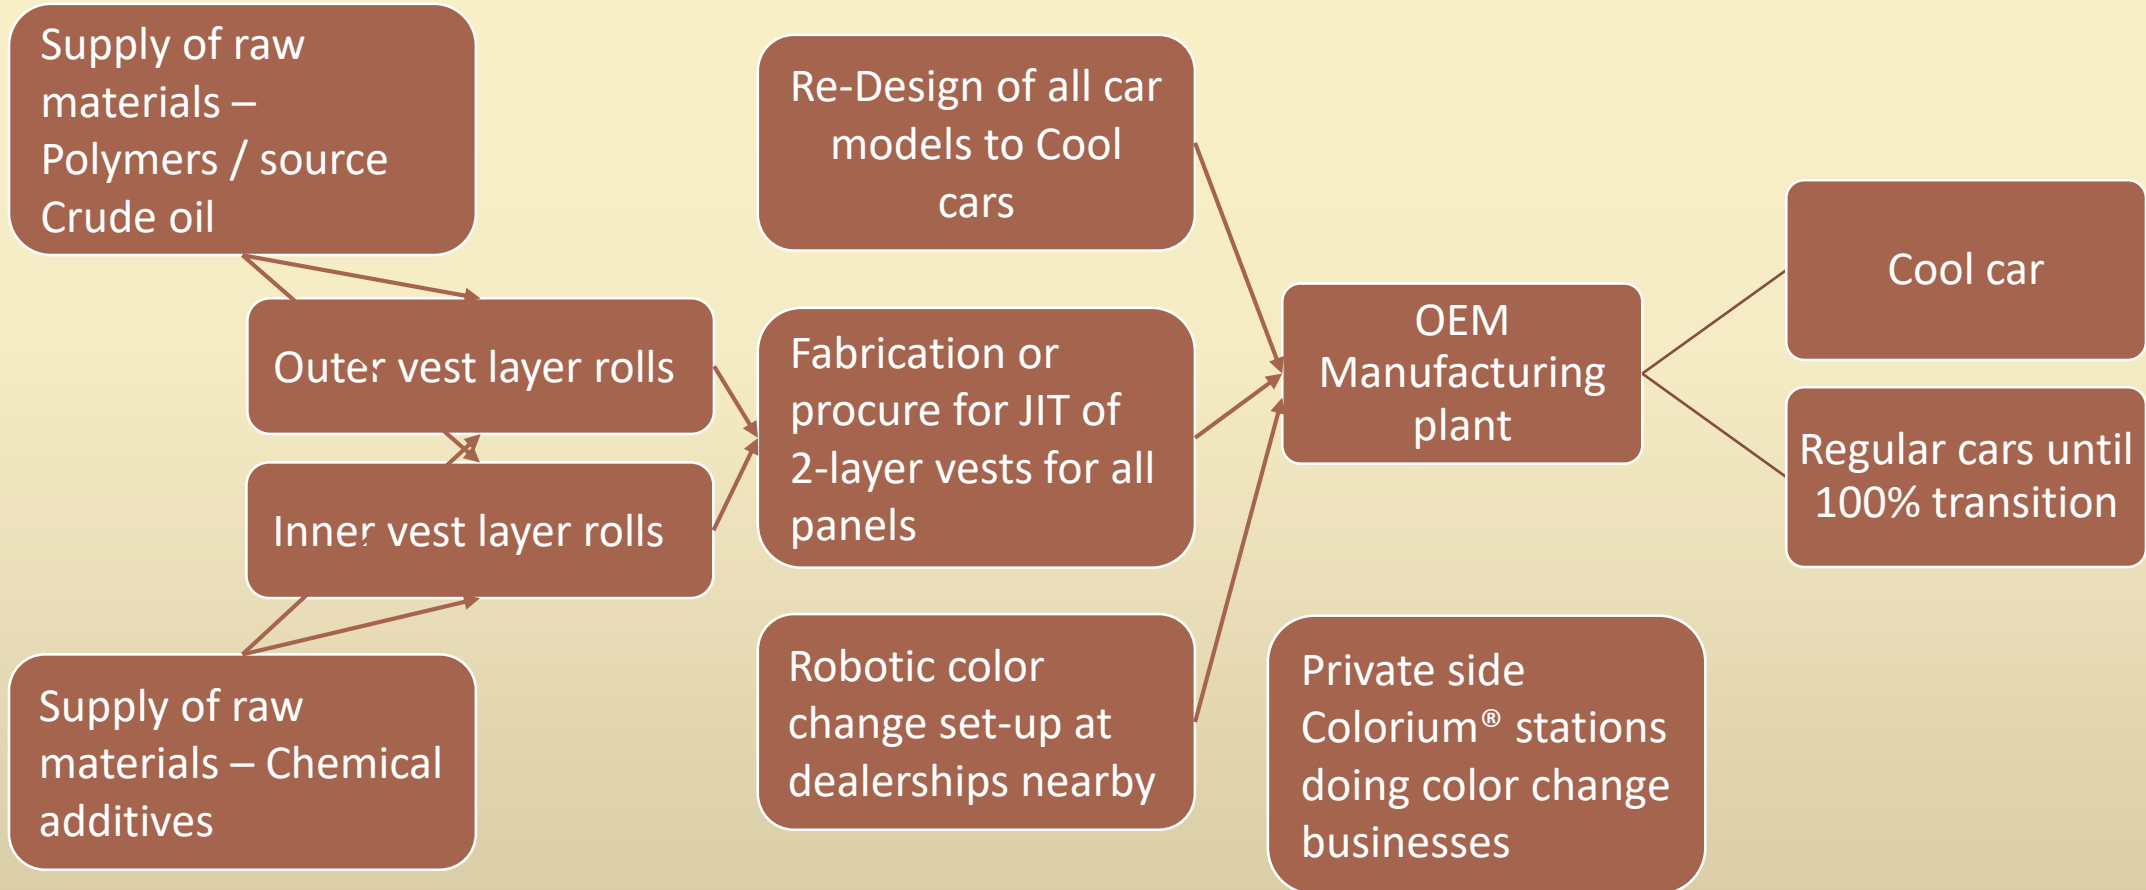 Supply of raw
materials –
Polymers / source
Crude oil
Outer vest layer rolls
Inner vest layer rolls
Supply of raw
materials – Chemical
additives
Re-Design of all car
models to Cool
cars
Fabrication or
procure for JIT of
2-layer vests for all
panels
Robotic color
change set-up at
dealerships nearby
OEM
Manufacturing
plant
Private side
Colorium® stations
doing color change
businesses
Cool car
Regular cars until
100% transition